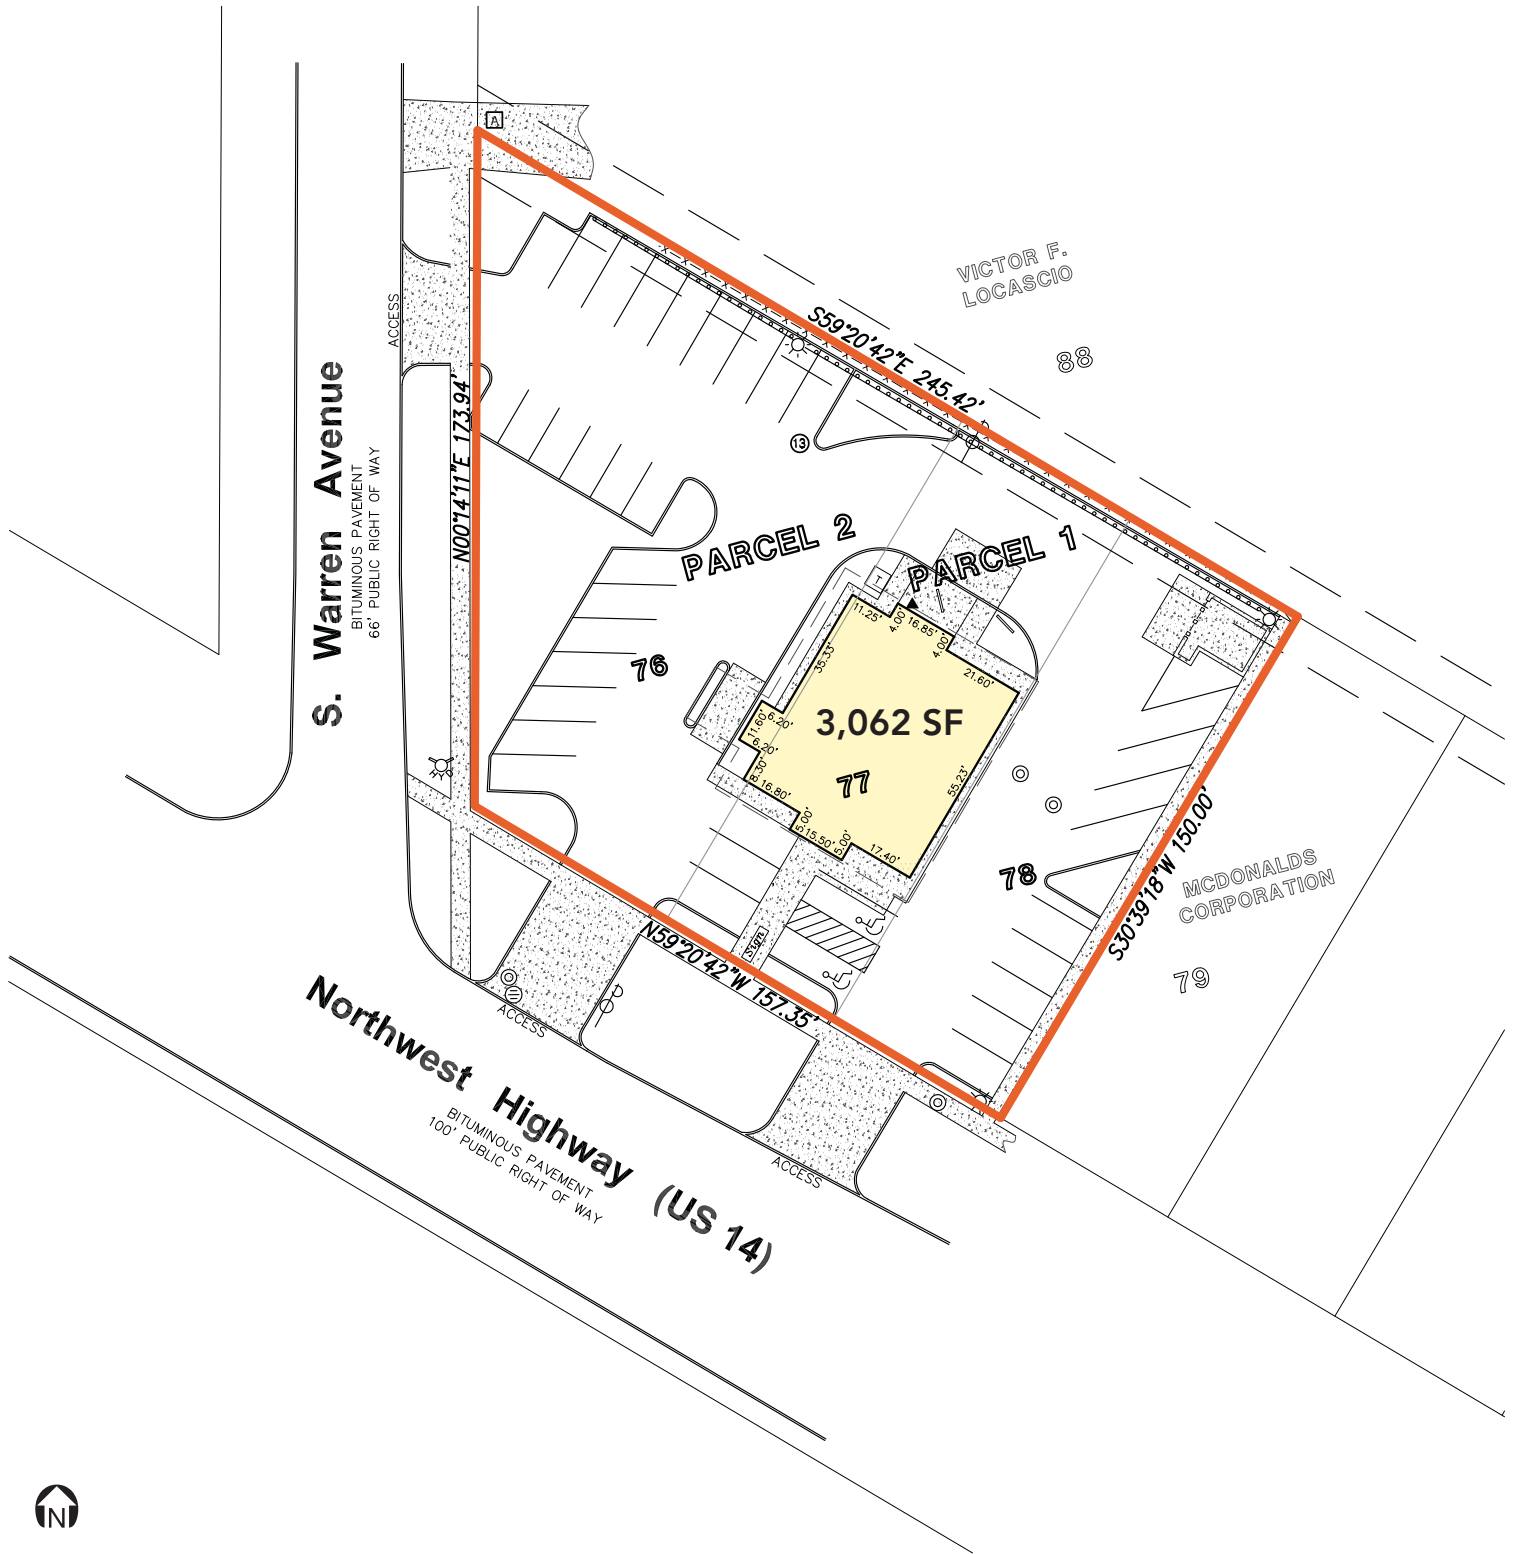 A
VICTOR F.
LOCASCIO
88
S59°20'42"E 245.42'
ACCESS
S. Warren Avenue
BITUMINOUS PAVEMENT
66' PUBLIC RIGHT OF WAY
N00°14'11"E 173.94'
13
PARCEL 2
PARCEL 1
T
11.25'
4.00'
16.85'
4.00'
21.60'
35.33'
76
11.60'
6.20'
6.20'
8.30'
16.80'
3,062 SF
77
55.23'
5.00'
15.50'
5.00'
17.40'
78
S30°39'18"W 150.00'
MCDONALDS
CORPORATION
79
Sign
N59°20'42"W 157.35'
ACCESS
Northwest Highway (US 14)
BITUMINOUS PAVEMENT
100' PUBLIC RIGHT OF WAY
ACCESS
N